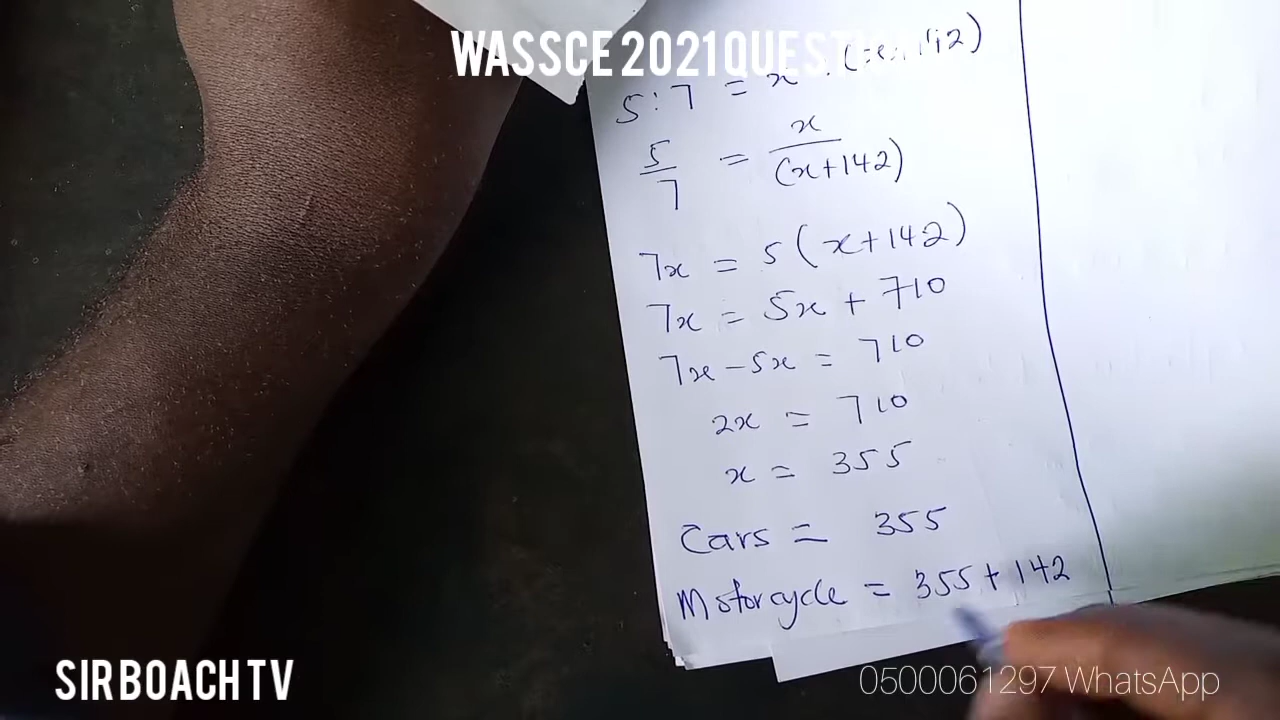 WASSCE 2021 QUEST
5:7 = x
5/7 = x/(x+142)
7x = 5(x+142)
7x = 5x + 710
7x - 5x = 710
2x = 710
x = 355
Cars = 355
Motorcycle = 355 + 142
SIR BOACH TV
0500061297 WhatsApp